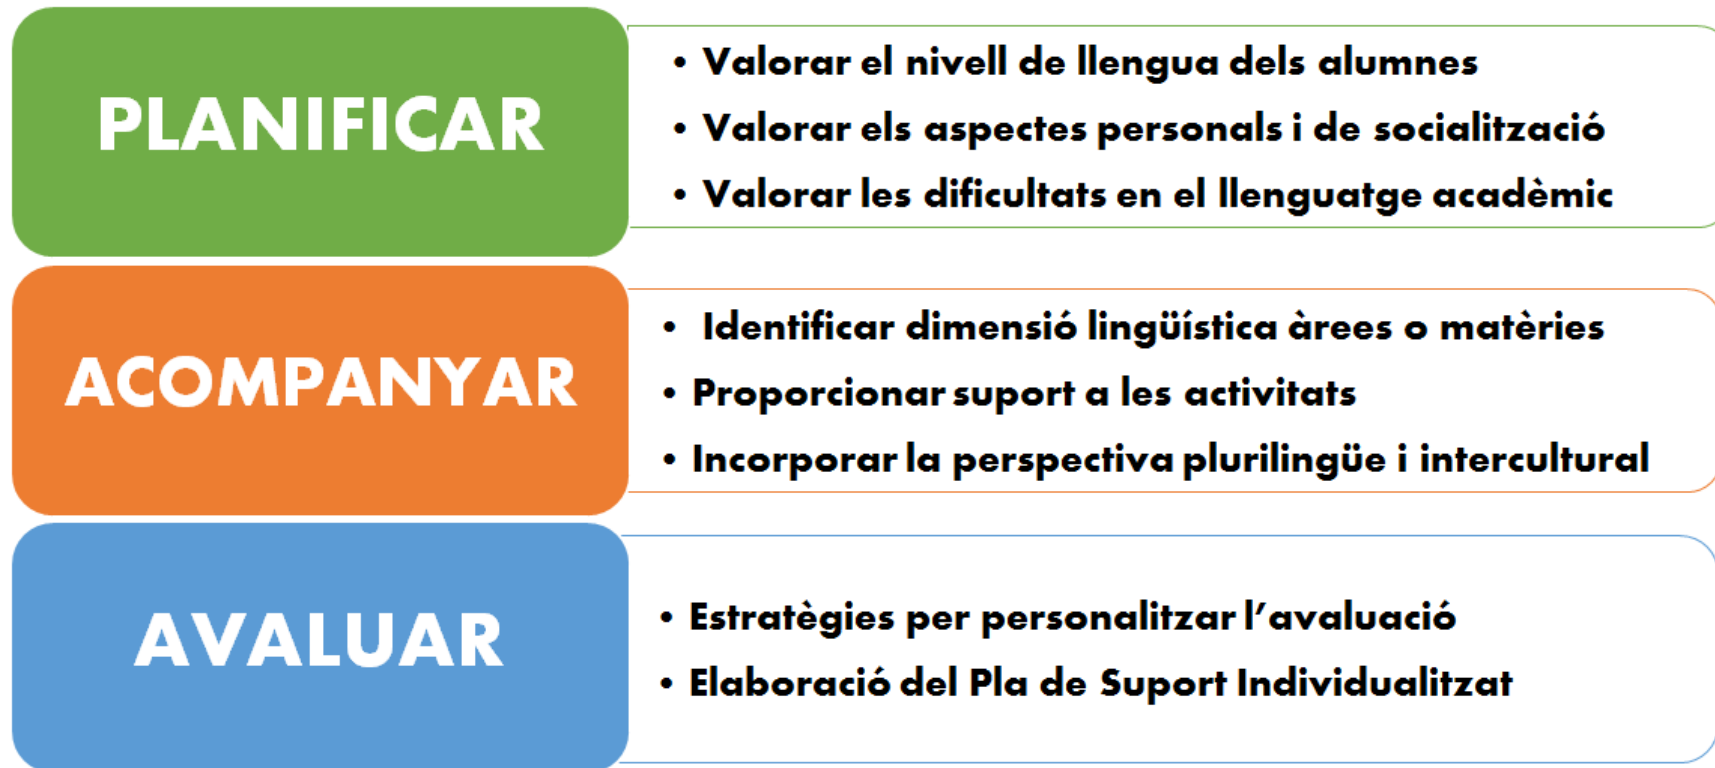 PLANIFICAR
• Valorar el nivell de llengua dels alumnes
• Valorar els aspectes personals i de socialització
• Valorar les dificultats en el llenguatge acadèmic
ACOMPANYAR
• Identificar dimensió lingüística àrees o matèries
• Proporcionar suport a les activitats
• Incorporar la perspectiva plurilingüe i intercultural
AVALUAR
• Estratègies per personalitzar l’avaluació
• Elaboració del Pla de Suport Individualitzat